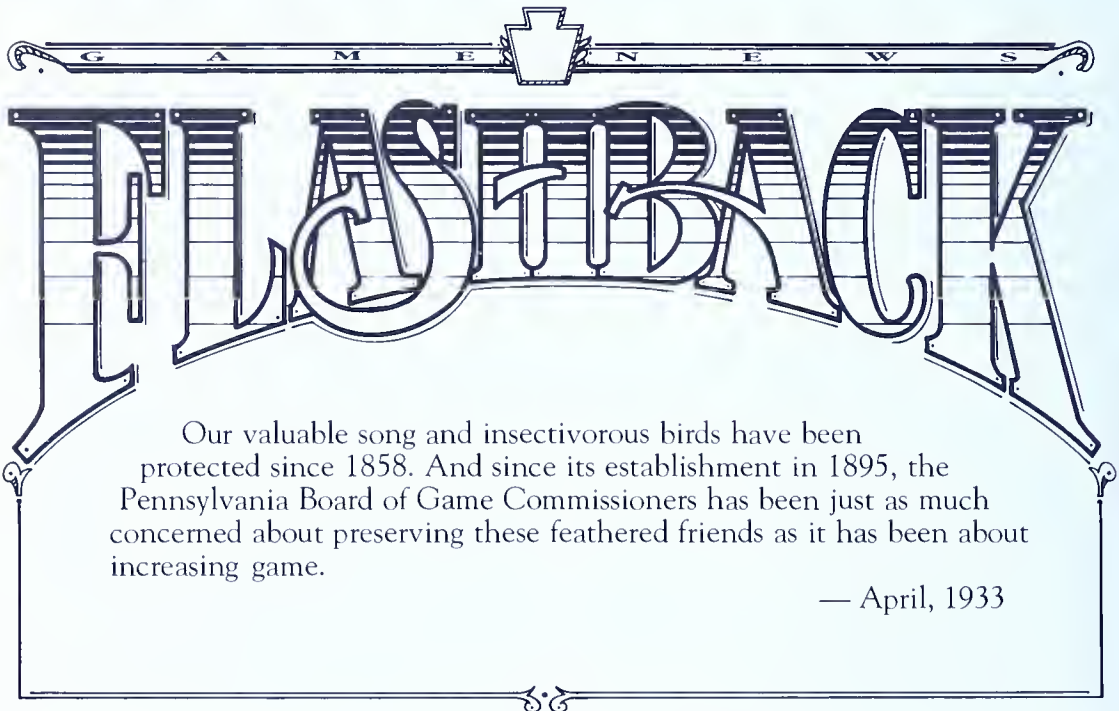 GAME NEWS
FLASHBACK
Our valuable song and insectivorous birds have been
protected since 1858. And since its establishment in 1895, the
Pennsylvania Board of Game Commissioners has been just as much
concerned about preserving these feathered friends as it has been about
increasing game.
— April, 1933